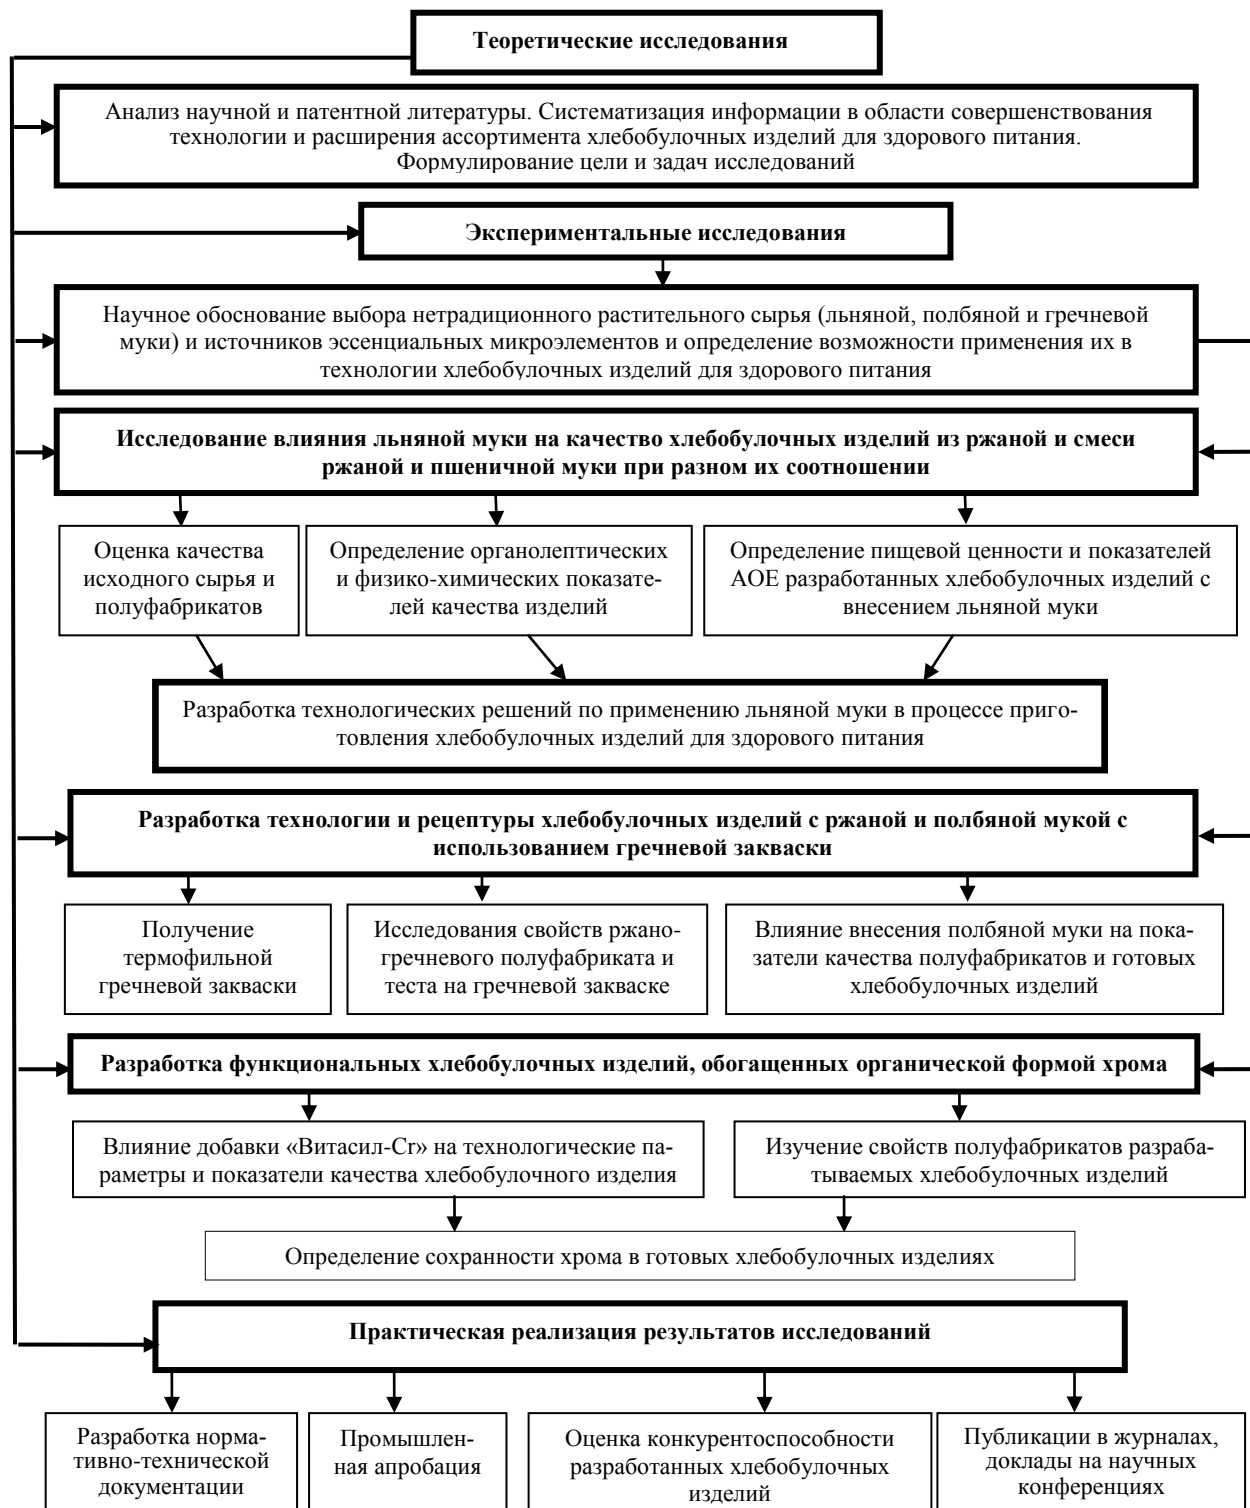 Теоретические исследования
Анализ научной и патентной литературы. Систематизация информации в области совершенствования
технологии и расширения ассортимента хлебобулочных изделий для здорового питания.
Формулирование цели и задач исследований
Экспериментальные исследования
Научное обоснование выбора нетрадиционного растительного сырья (льняной, полбяной и гречневой
муки) и источников эссенциальных микроэлементов и определение возможности применения их в
технологии хлебобулочных изделий для здорового питания
Исследование влияния льняной муки на качество хлебобулочных изделий из ржаной и смеси
ржаной и пшеничной муки при разном их соотношении
Оценка качества
исходного сырья и
полуфабрикатов
Определение органолептических
и физико-химических показате-
лей качества изделий
Определение пищевой ценности и показателей
АОЕ разработанных хлебобулочных изделий с
внесением льняной муки
Разработка технологических решений по применению льняной муки в процессе приго-
товления хлебобулочных изделий для здорового питания
Разработка технологии и рецептуры хлебобулочных изделий с ржаной и полбяной мукой с
использованием гречневой закваски
Получение
термофильной
гречневой закваски
Исследования свойств ржано-
гречневого полуфабриката и
теста на гречневой закваске
Влияние внесения полбяной муки на пока-
затели качества полуфабрикатов и готовых
хлебобулочных изделий
Разработка функциональных хлебобулочных изделий, обогащенных органической формой хрома
Влияние добавки «Витасил-Cr» на технологические па-
раметры и показатели качества хлебобулочного изделия
Изучение свойств полуфабрикатов разраба-
тываемых хлебобулочных изделий
Определение сохранности хрома в готовых хлебобулочных изделиях
Практическая реализация результатов исследований
Разработка норма-
тивно-технической
документации
Промышлен-
ная апробация
Оценка конкурентоспособности
разработанных хлебобулочных
изделий
Публикации в журналах,
доклады на научных
конференциях